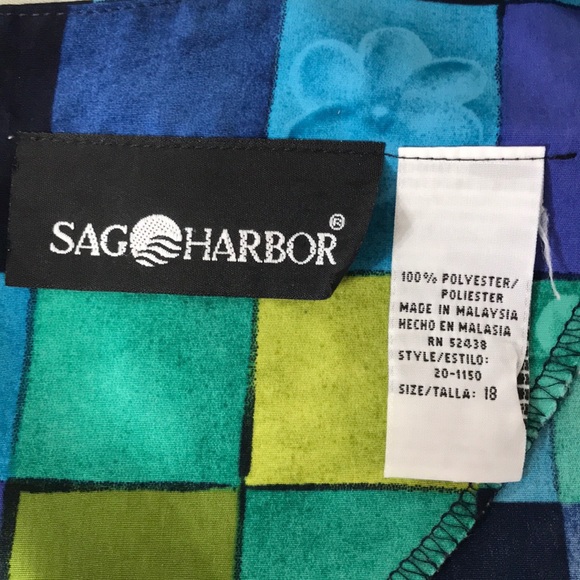 SAG HARBOR®
100% POLYESTER/
POLIESTER
MADE IN MALAYSIA
HECHO EN MALASIA
RN 52438
STYLE/ESTILO:
20-1150
SIZE/TALLA: 18